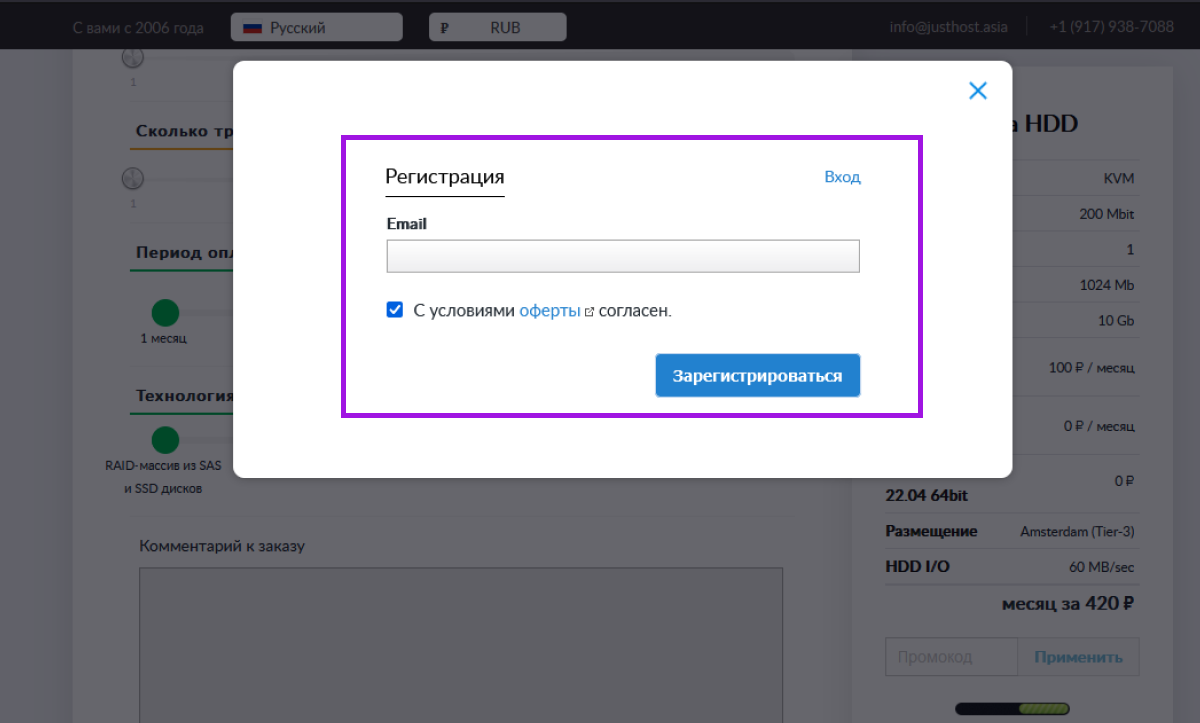 С вами с 2006 года
Русский
₽ RUB
info@justhost.asia
+1 (917) 938-7088
1
Сколько тр
1
Период опл
1 месяц
Технология
RAID-массив из SAS
и SSD дисков
Комментарий к заказу
Регистрация
Вход
Email
С условиями оферты согласен.
Зарегистрироваться
а HDD
KVM
200 Mbit
1
1024 Mb
10 Gb
100 ₽ / месяц
0 ₽ / месяц
0 ₽
22.04 64bit
Размещение Amsterdam (Tier-3)
HDD I/O 60 MB/sec
месяц за 420 ₽
Промокод Применить